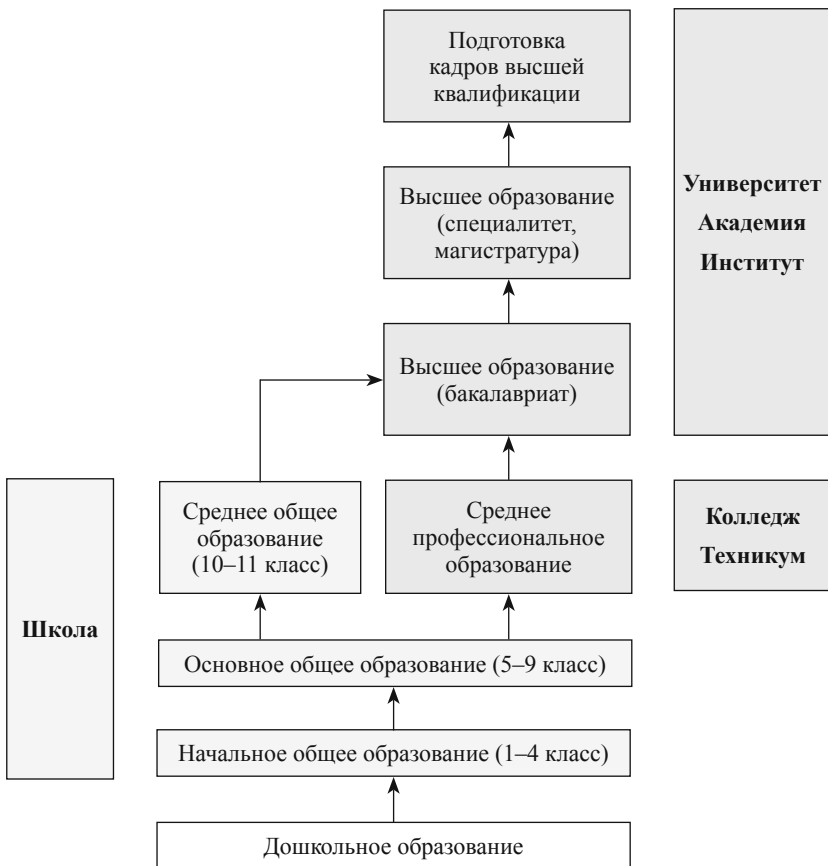 Подготовка
кадров высшей
квалификации
Высшее образование
(специалитет,
магистратура)
Университет
Академия
Институт
Высшее образование
(бакалавриат)
Школа
Среднее общее
образование
(10–11 класс)
Среднее
профессиональное
образование
Колледж
Техникум
Основное общее образование (5–9 класс)
Начальное общее образование (1–4 класс)
Дошкольное образование